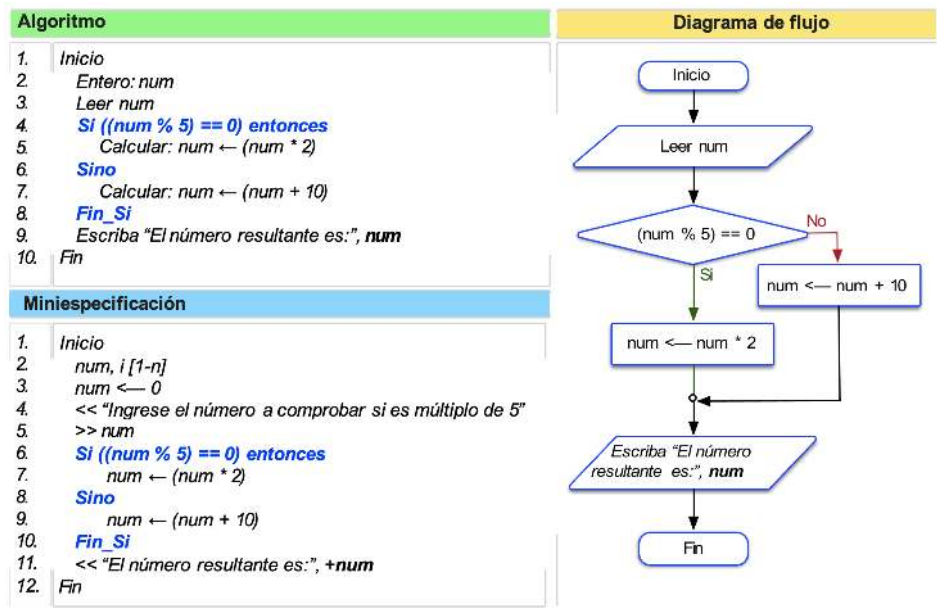 Algoritmo
1. Inicio
2. Entero: num
3. Leer num
4. Si ((num % 5) == 0) entonces
5. Calcular: num ← (num * 2)
6. Sino
7. Calcular: num ← (num + 10)
8. Fin_Si
9. Escriba “El número resultante es:”, num
10. Fin
Miniespecificación
1. Inicio
2. num, i [1-n]
3. num <— 0
4. << “Ingrese el número a comprobar si es múltiplo de 5”
5. >> num
6. Si ((num % 5) == 0) entonces
7. num ← (num * 2)
8. Sino
9. num ← (num + 10)
10. Fin_Si
11. << “El número resultante es:”, +num
12. Fin
Diagrama de flujo
Inicio
Leer num
(num % 5) == 0
No
Si
num <— num + 10
num <— num * 2
Escriba “El número
resultante es:”, num
Fin